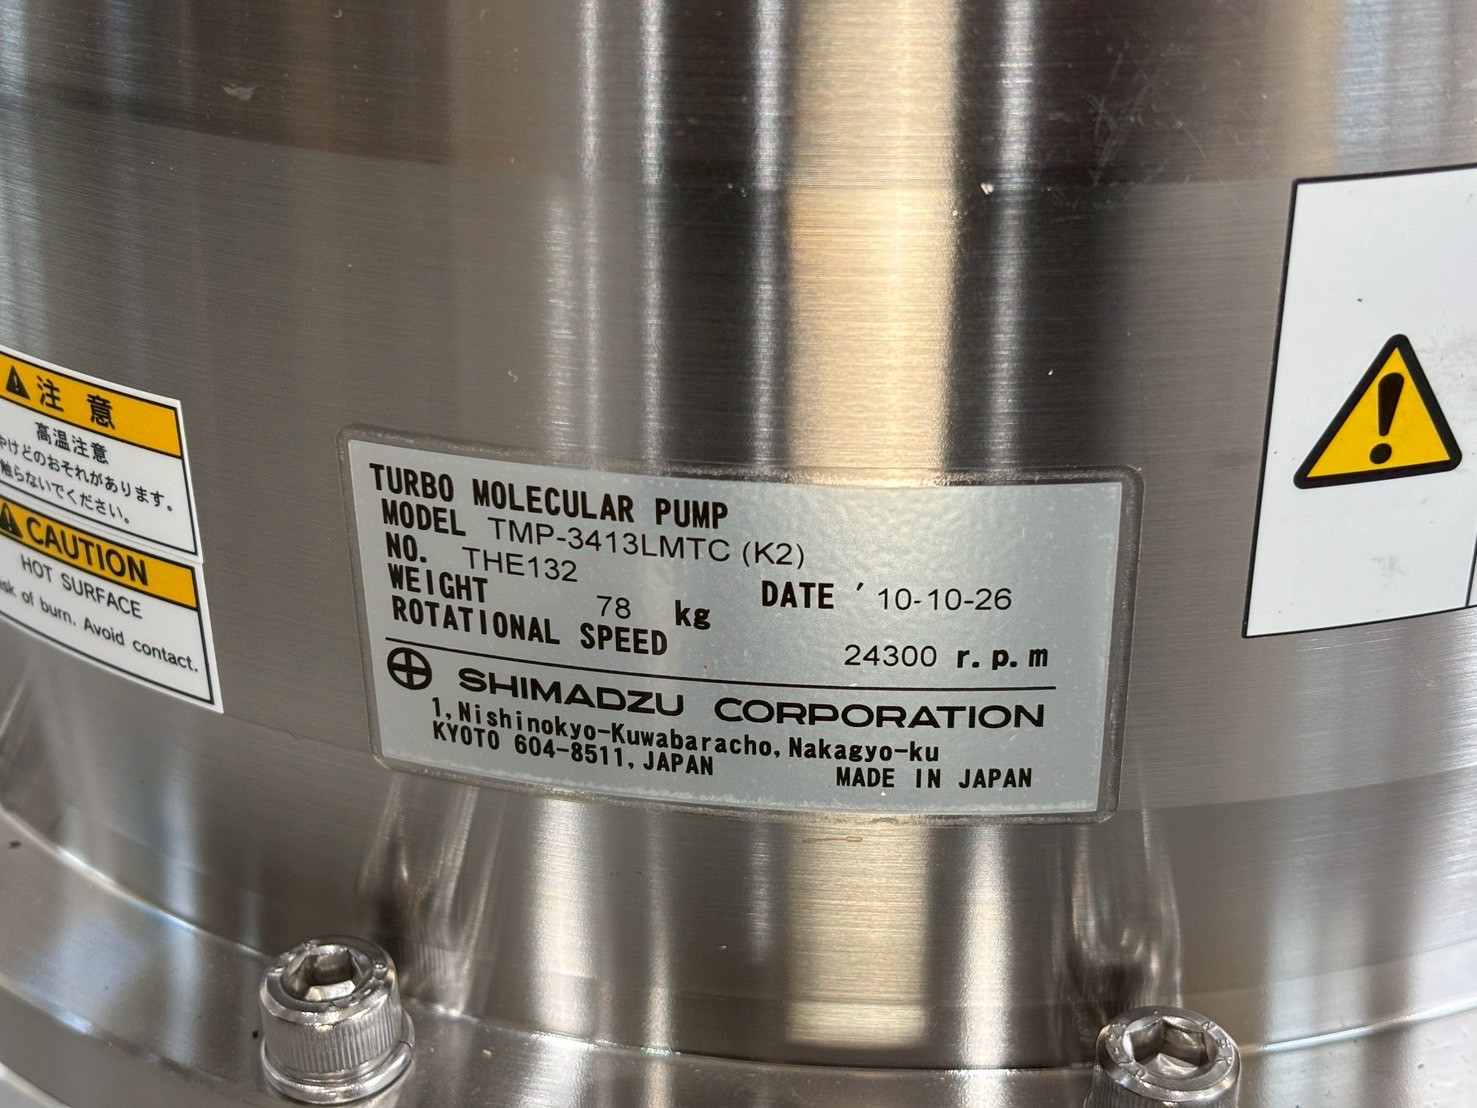 注 意
高温注意
やけどのおそれがあります。
触らないでください。
CAUTION
HOT SURFACE
Risk of burn. Avoid contact.
TURBO MOLECULAR PUMP
MODEL TMP-3413LMTC (K2)
NO. THE132
DATE ' 10-10-26
WEIGHT 78 kg
ROTATIONAL SPEED 24300 r.p.m
SHIMADZU CORPORATION
1, Nishinokyo-Kuwabaracho, Nakagyo-ku
KYOTO 604-8511, JAPAN
MADE IN JAPAN